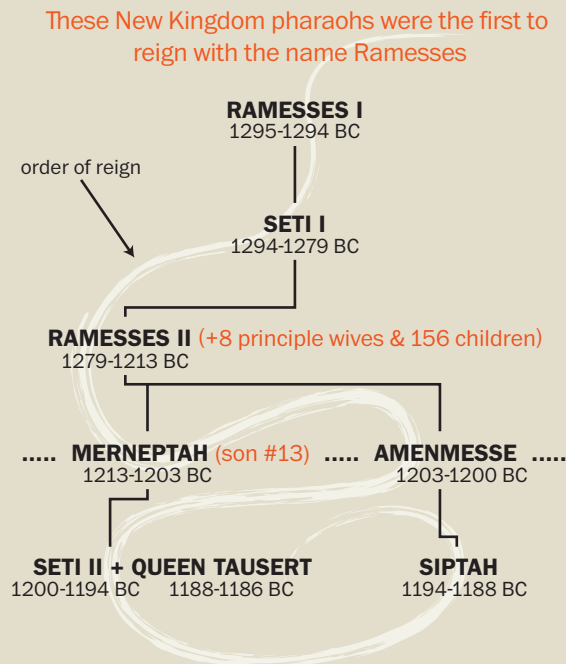 These New Kingdom pharaohs were the first to
reign with the name Ramesses
RAMESSES I
1295-1294 BC
order of reign
SETI I
1294-1279 BC
RAMESSES II (+8 principle wives & 156 children)
1279-1213 BC
..... MERNEPTAH (son #13) ..... AMENMESSE .....
1213-1203 BC 1203-1200 BC
SETI II + QUEEN TAUSERT SIPTAH
1200-1194 BC 1188-1186 BC 1194-1188 BC